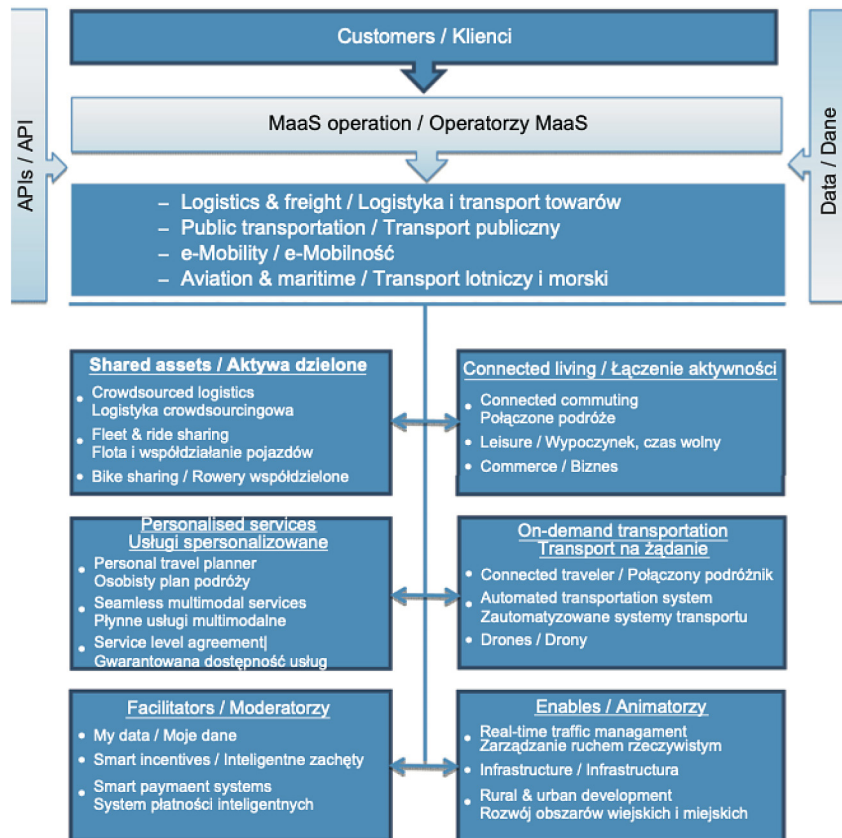 Customers / Klienci
APIs / API
MaaS operation / Operatorzy MaaS
Data / Dane
– Logistics & freight / Logistyka i transport towarów
– Public transportation / Transport publiczny
– e-Mobility / e-Mobilność
– Aviation & maritime / Transport lotniczy i morski
Shared assets / Aktywa dzielone
• Crowdsourced logistics
Logistyka crowdsourcingowa
• Fleet & ride sharing
Flota i współdziałanie pojazdów
• Bike sharing / Rowery współdzielone
Connected living / Łączenie aktywności
• Connected commuting
Połączone podróże
• Leisure / Wypoczynek, czas wolny
• Commerce / Biznes
Personalised services
Usługi spersonalizowane
• Personal travel planner
Osobisty plan podróży
• Seamless multimodal services
Płynne usługi multimodalne
• Service level agreement|
Gwarantowana dostępność usług
On-demand transportation
Transport na żądanie
• Connected traveler / Połączony podróżnik
• Automated transportation system
Zautomatyzowane systemy transportu
• Drones / Drony
Facilitators / Moderatorzy
• My data / Moje dane
• Smart incentives / Inteligentne zachęty
• Smart paymaent systems
System płatności inteligentnych
Enables / Animatorzy
• Real-time traffic managament
Zarządzanie ruchem rzeczywistym
• Infrastructure / Infrastructura
• Rural & urban development
Rozwój obszarów wiejskich i miejskich